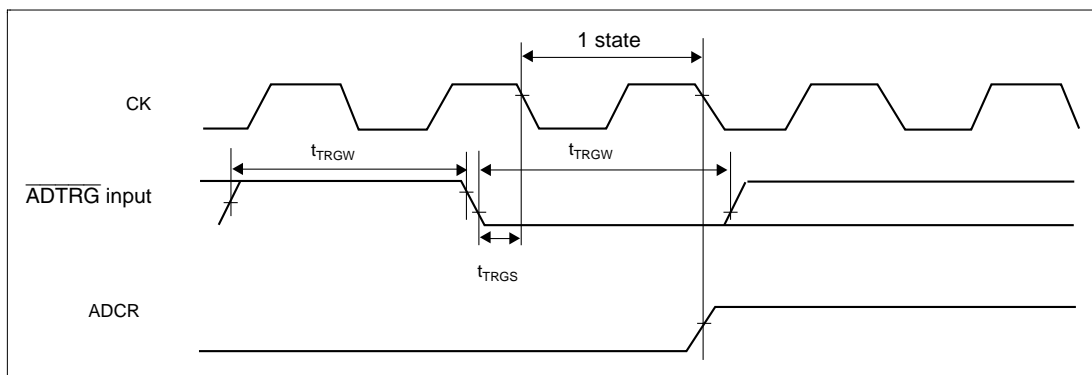 1 state
CK
tTRGW
tTRGW
ADTRG input
tTRGS
ADCR